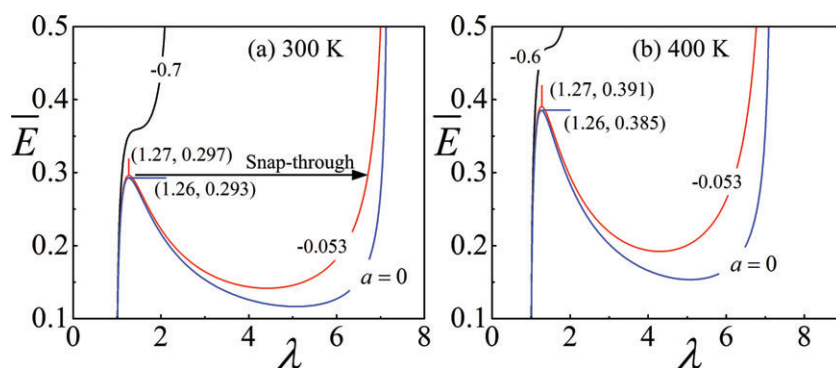 0.5
(a) 300 K
-0.7
0.4
E
(1.27, 0.297)
Snap-through
0.3
(1.26, 0.293)
0.2
-0.053
a = 0
0.1
0 2 4 6 8
λ
0.5
-0.6
(b) 400 K
0.4
(1.27, 0.391)
(1.26, 0.385)
E
0.3
-0.053
0.2
a = 0
0.1
0 2 4 6 8
λ